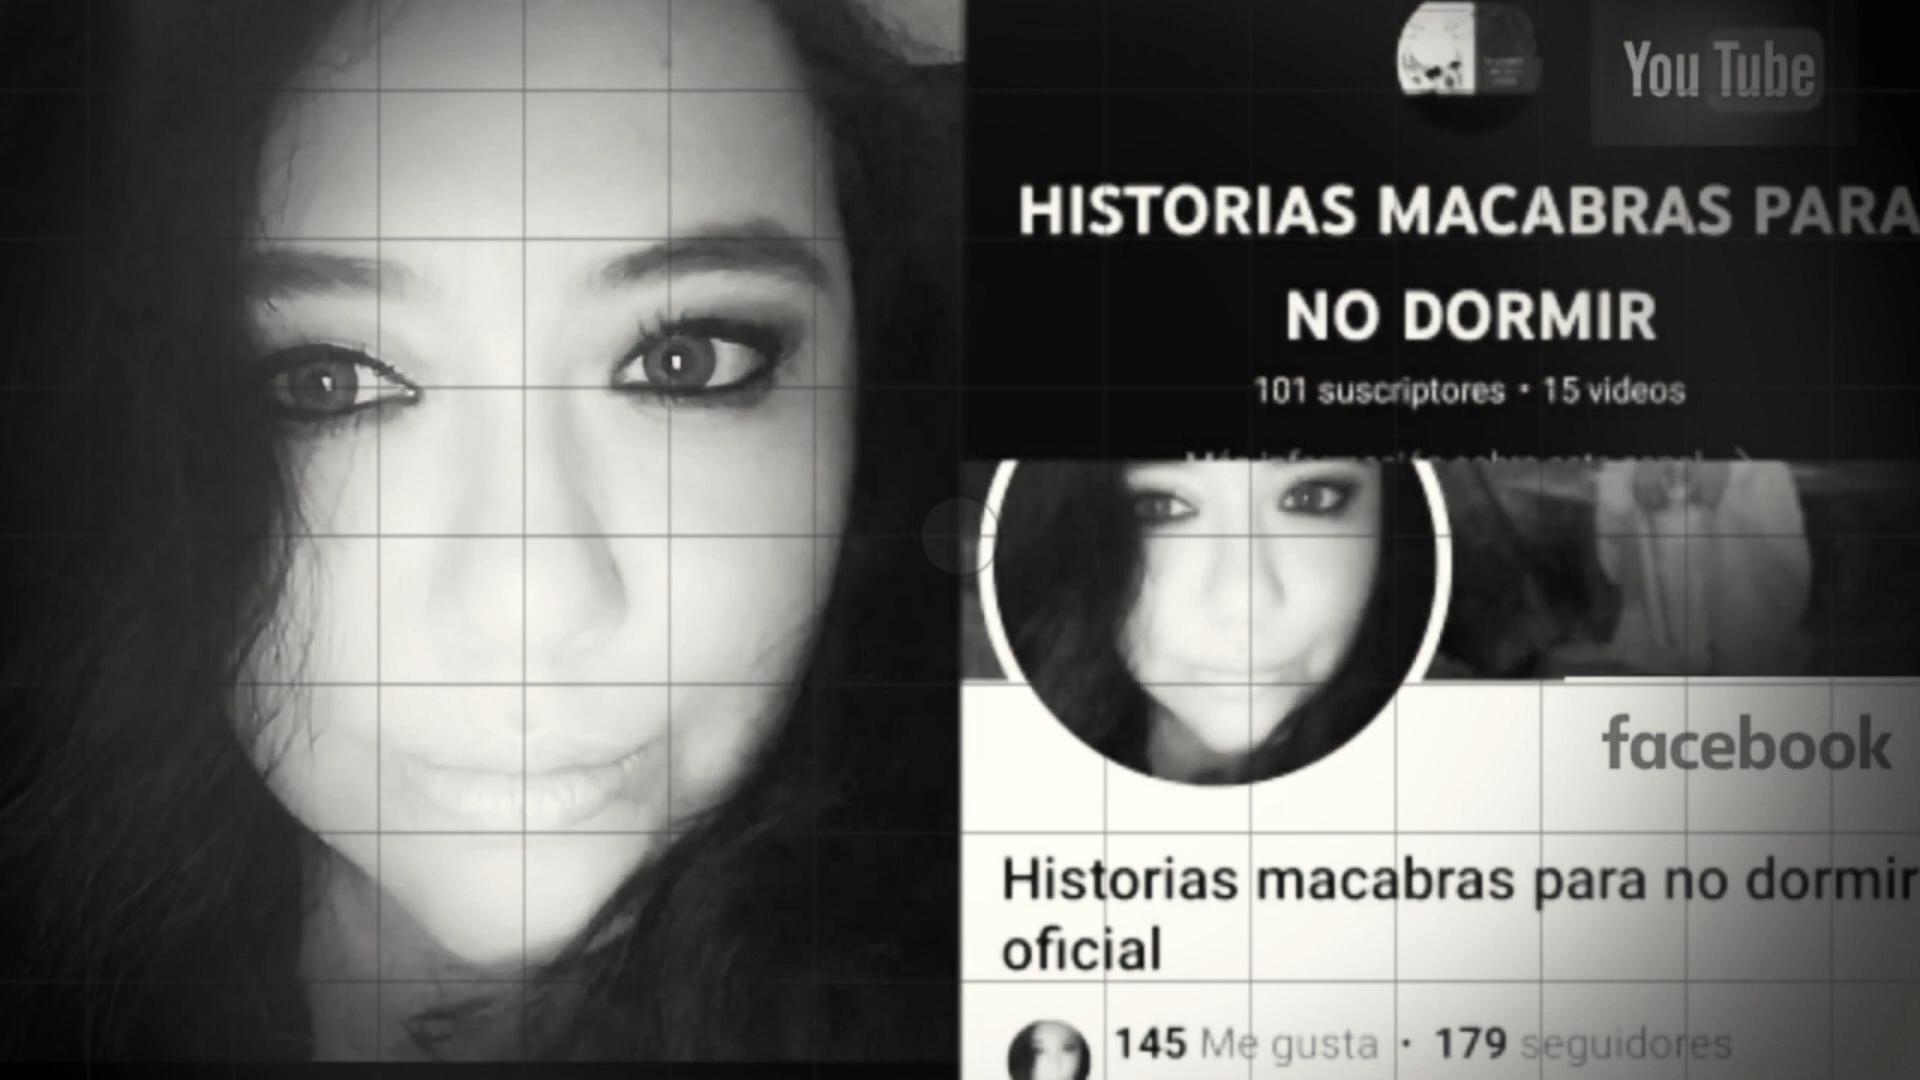 You Tube
HISTORIAS MACABRAS PARA
NO DORMIR
101 suscriptores • 15 videos
facebook
Historias macabras para no dormir
oficial
145 Me gusta • 179 seguidores